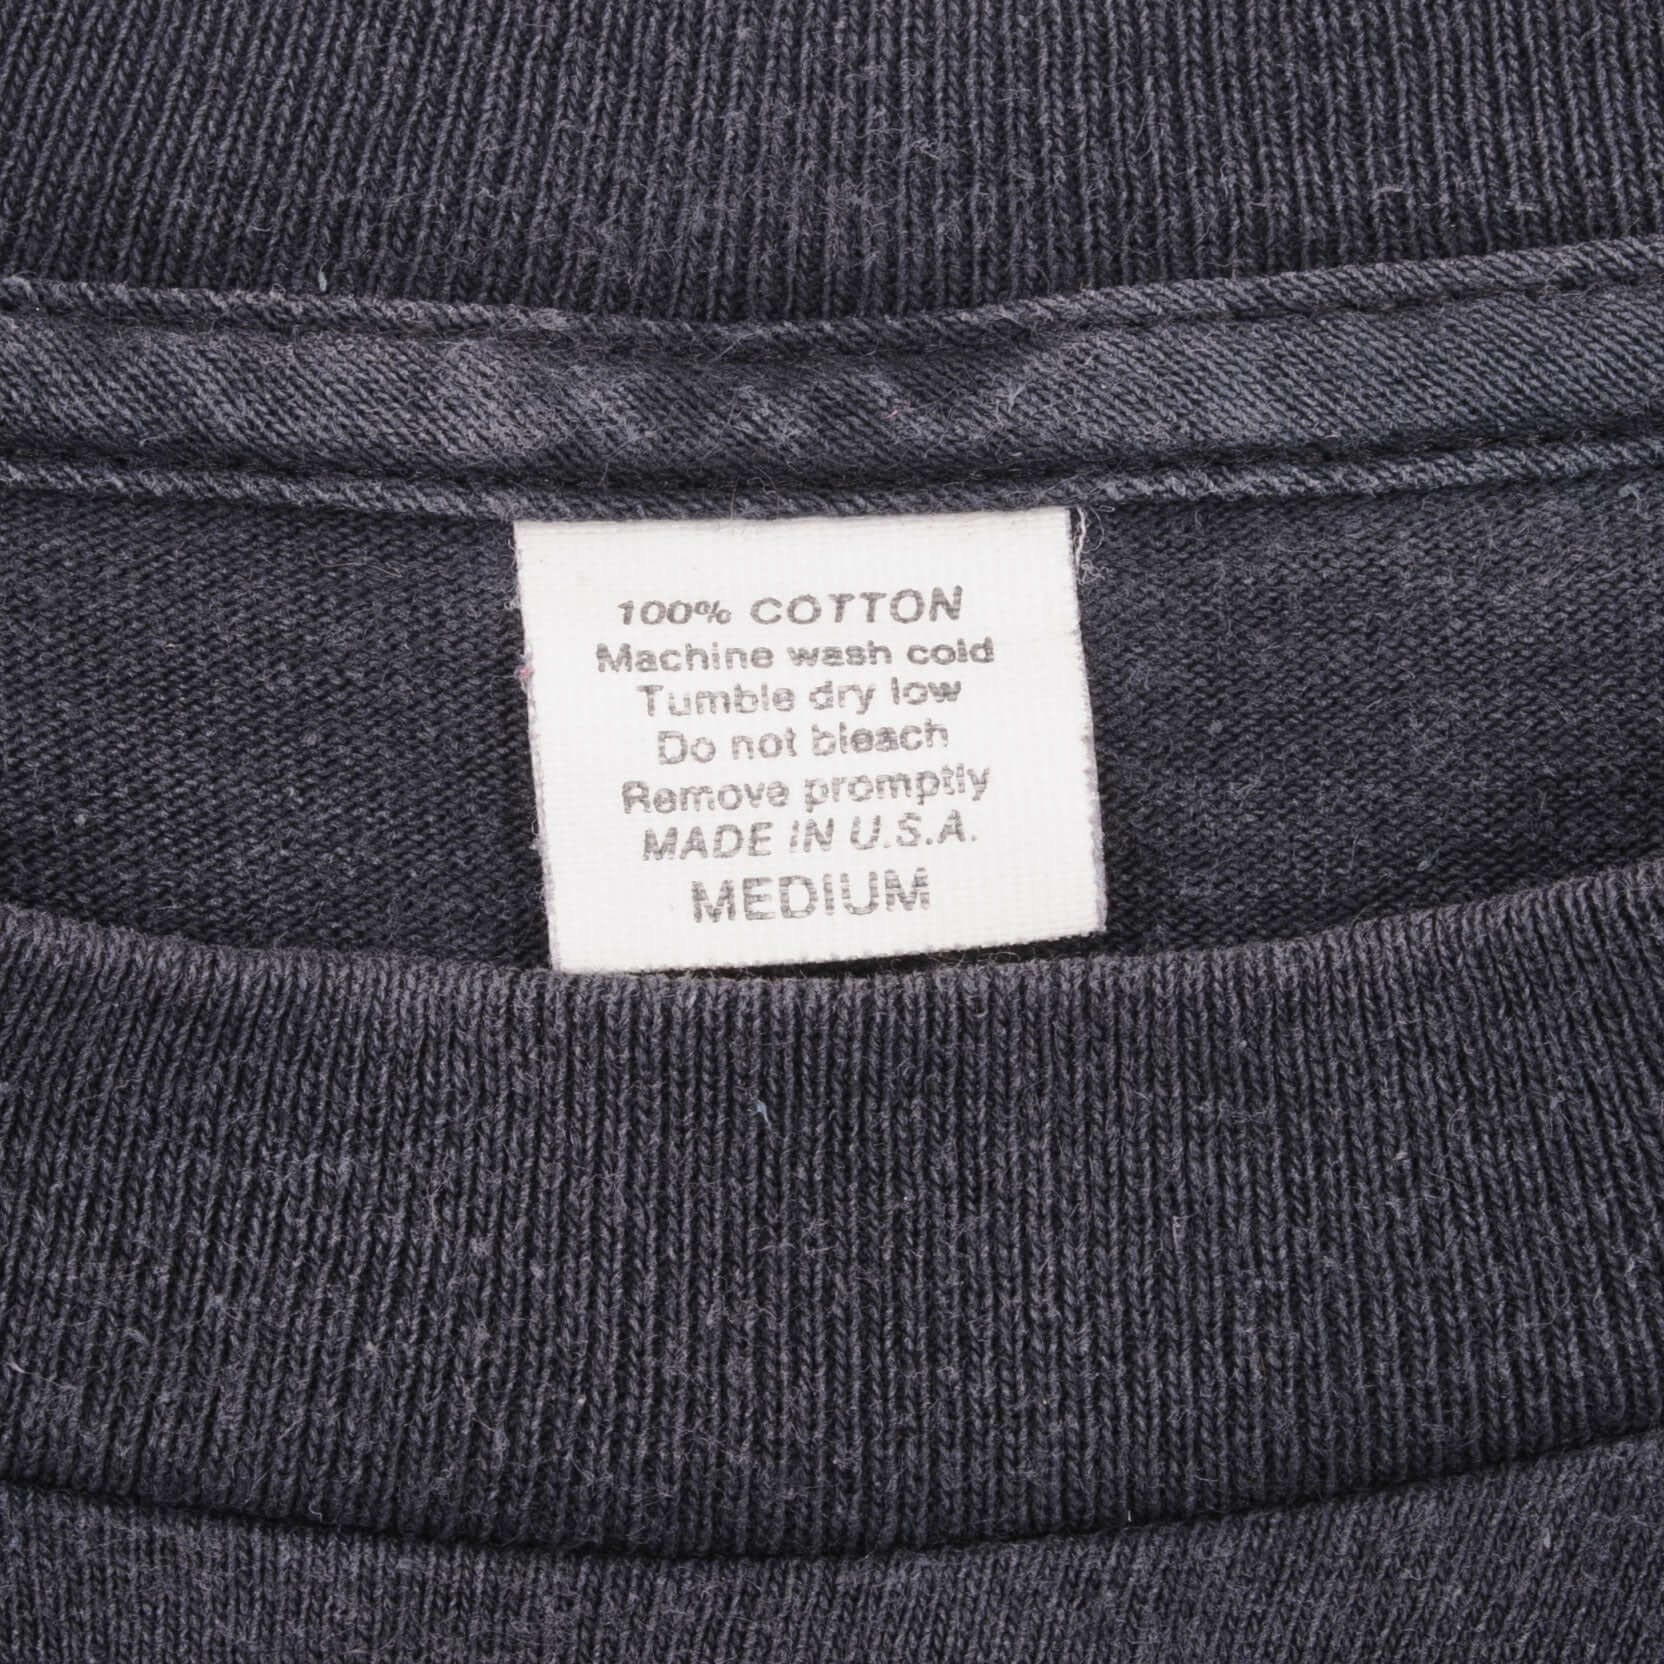 100% COTTON
Machine wash cold
Tumble dry low
Do not bleach
Remove promptly
MADE IN U.S.A.
MEDIUM